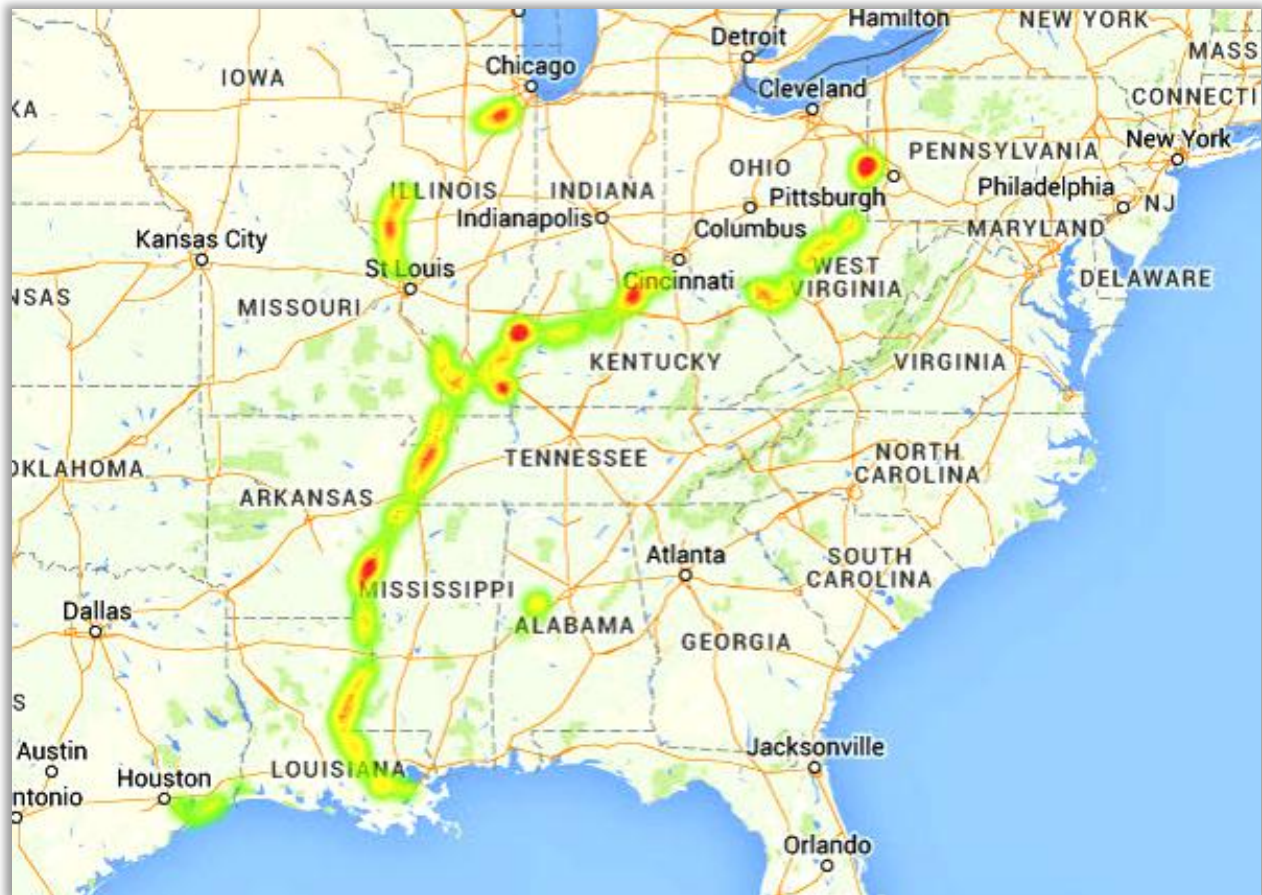 Hamilton
NEW YORK
Detroit
MASS
Chicago
IOWA
Cleveland
CONNECTI
KA
New York
PENNSYLVANIA
OHIO
ILLINOIS
INDIANA
Philadelphia
Pittsburgh
NJ
Indianapolis
Columbus
MARYLAND
Kansas City
St Louis
Cincinnati
WEST
VIRGINIA
DELAWARE
NSAS
MISSOURI
KENTUCKY
VIRGINIA
TENNESSEE
NORTH
CAROLINA
OKLAHOMA
ARKANSAS
Atlanta
SOUTH
CAROLINA
MISSISSIPPI
Dallas
ALABAMA
GEORGIA
S
Austin
Jacksonville
Houston
LOUISIANA
ntonio
Orlando